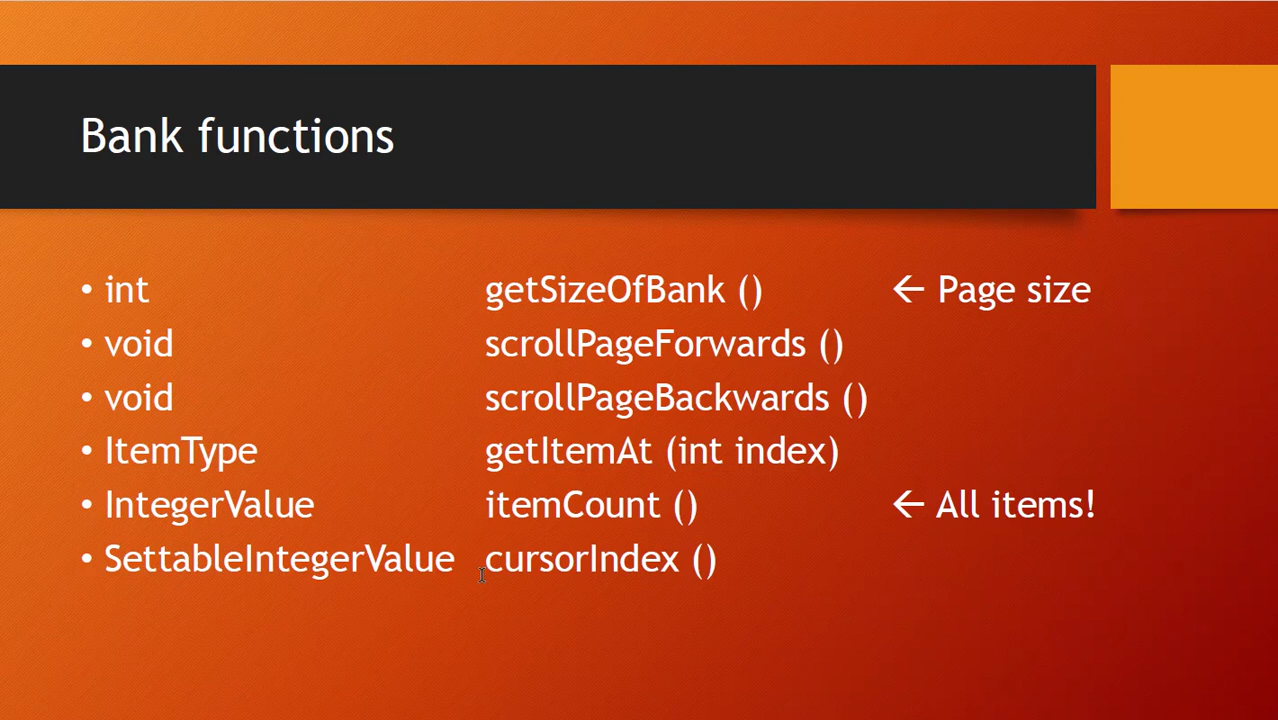 Bank functions
• int getSizeOfBank () ← Page size
• void scrollPageForwards ()
• void scrollPageBackwards ()
• ItemType getItemAt (int index)
• IntegerValue itemCount () ← All items!
• SettableIntegerValue cursorIndex ()